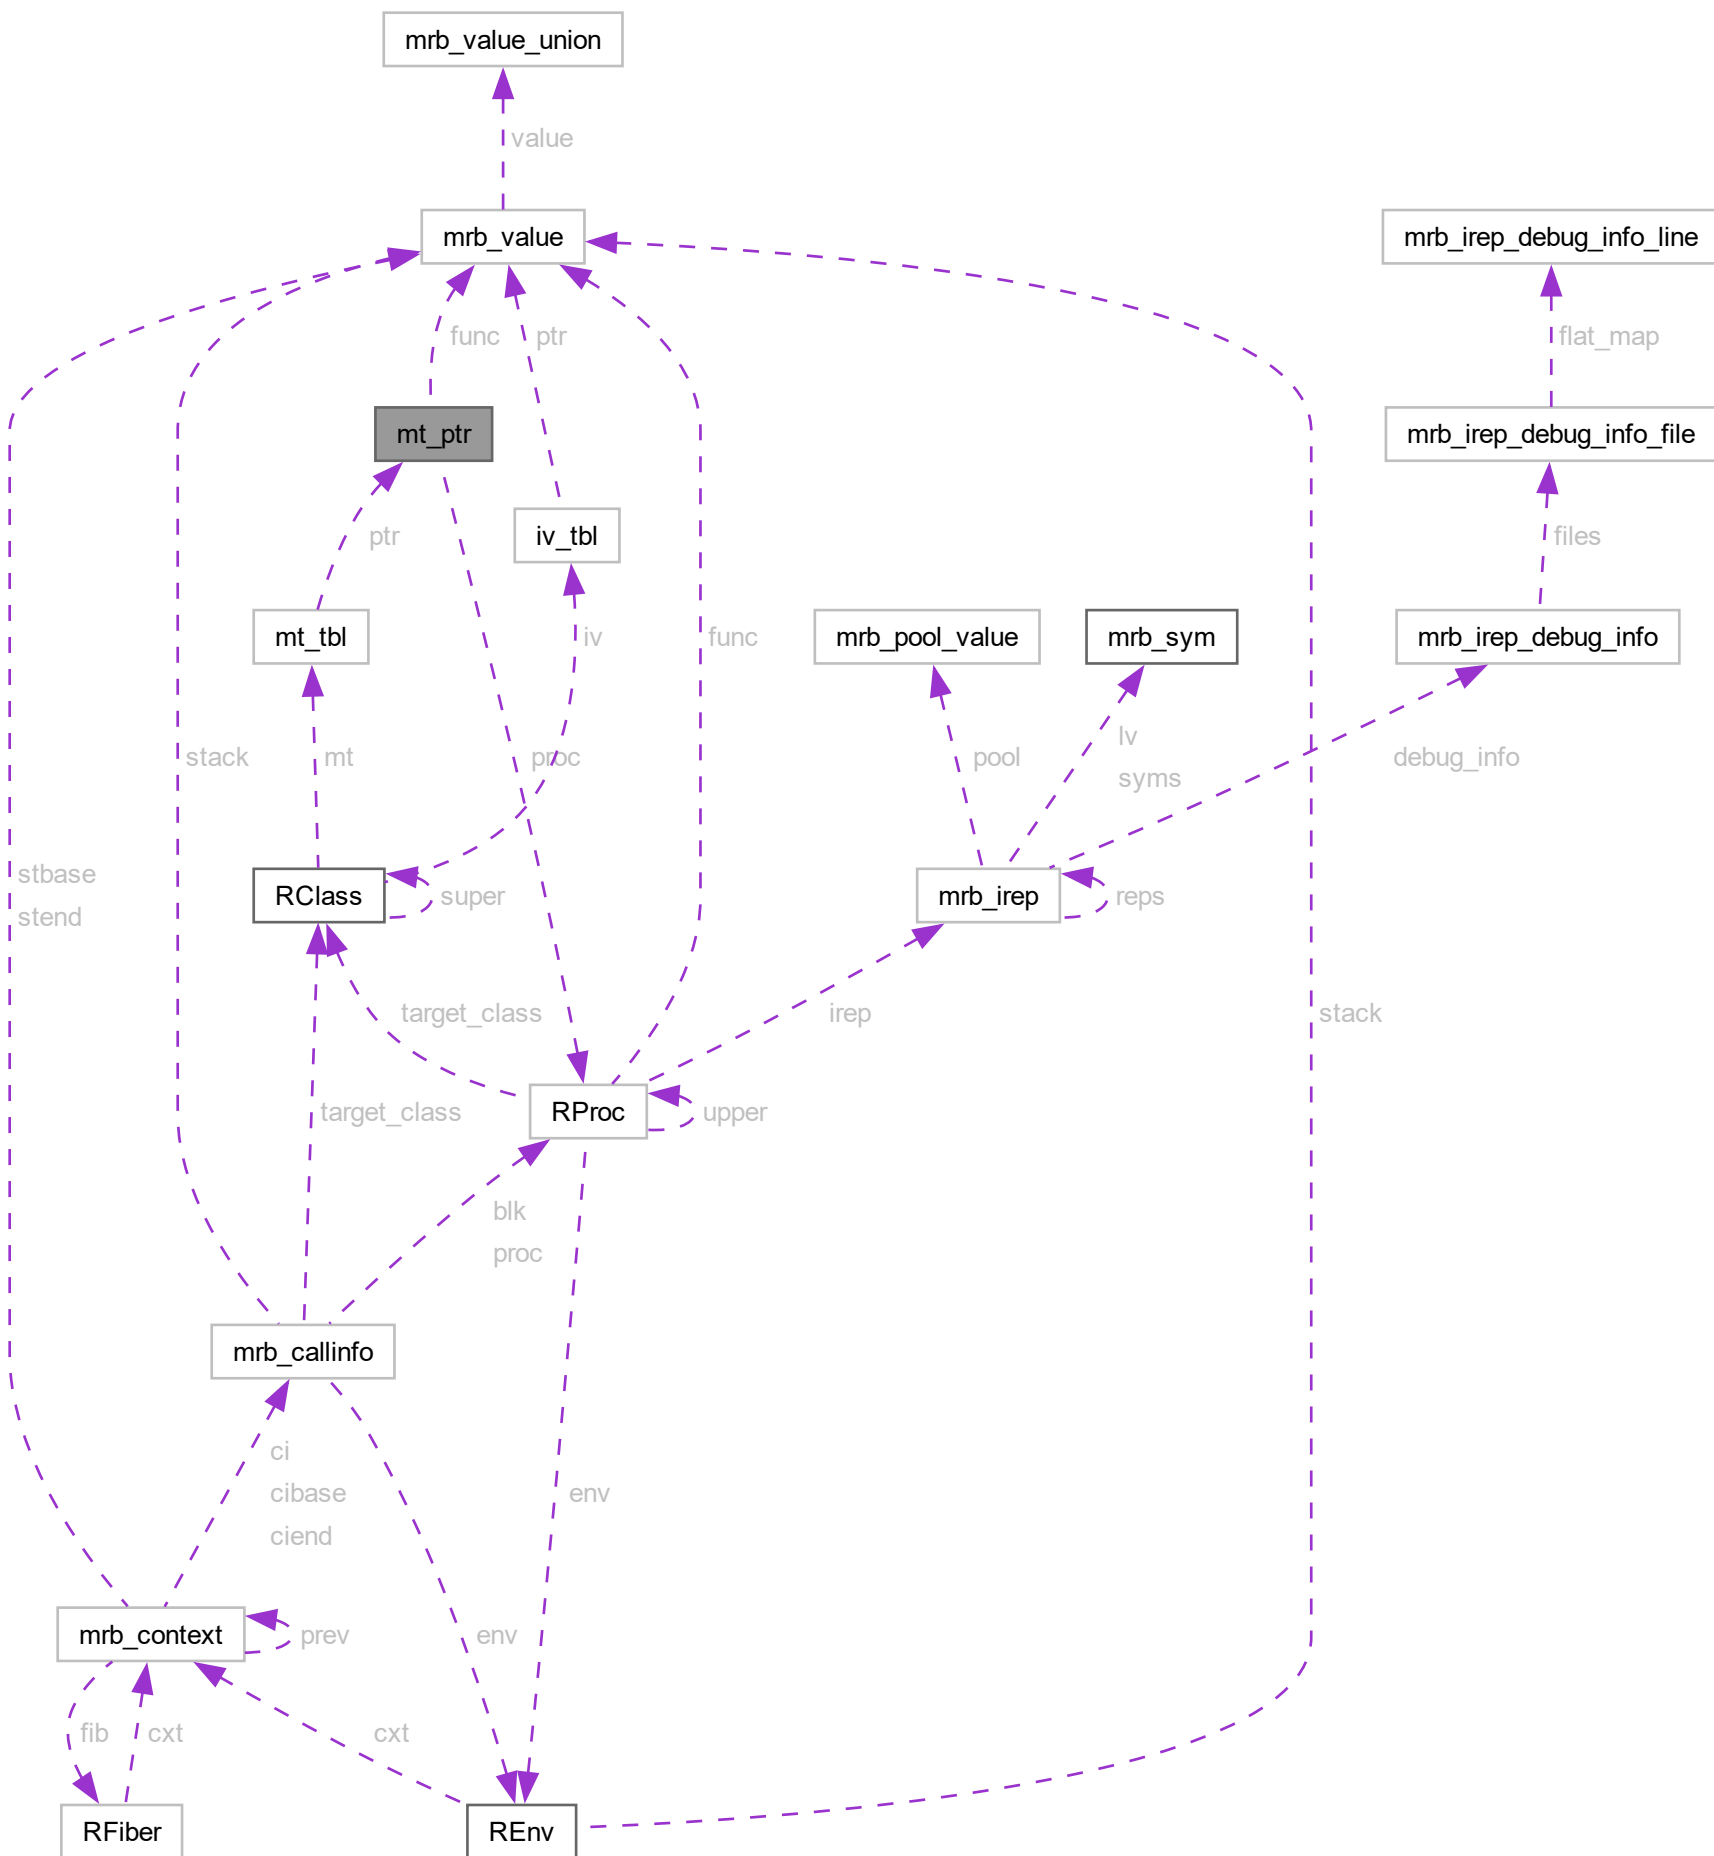 mrb_value_union
value
mrb_value
mrb_irep_debug_info_line
func
ptr
flat_map
mt_ptr
mrb_irep_debug_info_file
ptr
iv_tbl
files
mt_tbl
iv
func
mrb_pool_value
mrb_sym
mrb_irep_debug_info
stack
mt
proc
pool
lv
syms
debug_info
stbase
stend
RClass
super
mrb_irep
reps
target_class
irep
stack
target_class
RProc
upper
blk
proc
mrb_callinfo
ci
cibase
ciend
env
mrb_context
prev
env
fib
cxt
cxt
RFiber
REnv